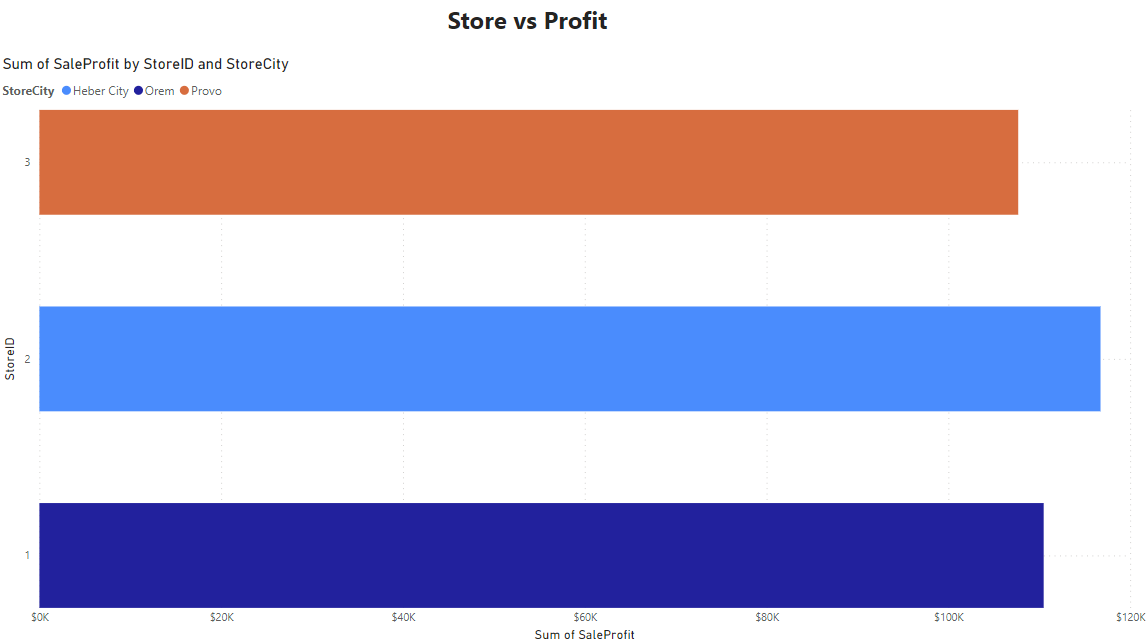 Store vs Profit
Sum of SaleProfit by StoreID and StoreCity
StoreCity Heber City Orem Provo
3
StoreID
2
1
$0K $20K $40K $60K $80K $100K $120K
Sum of SaleProfit